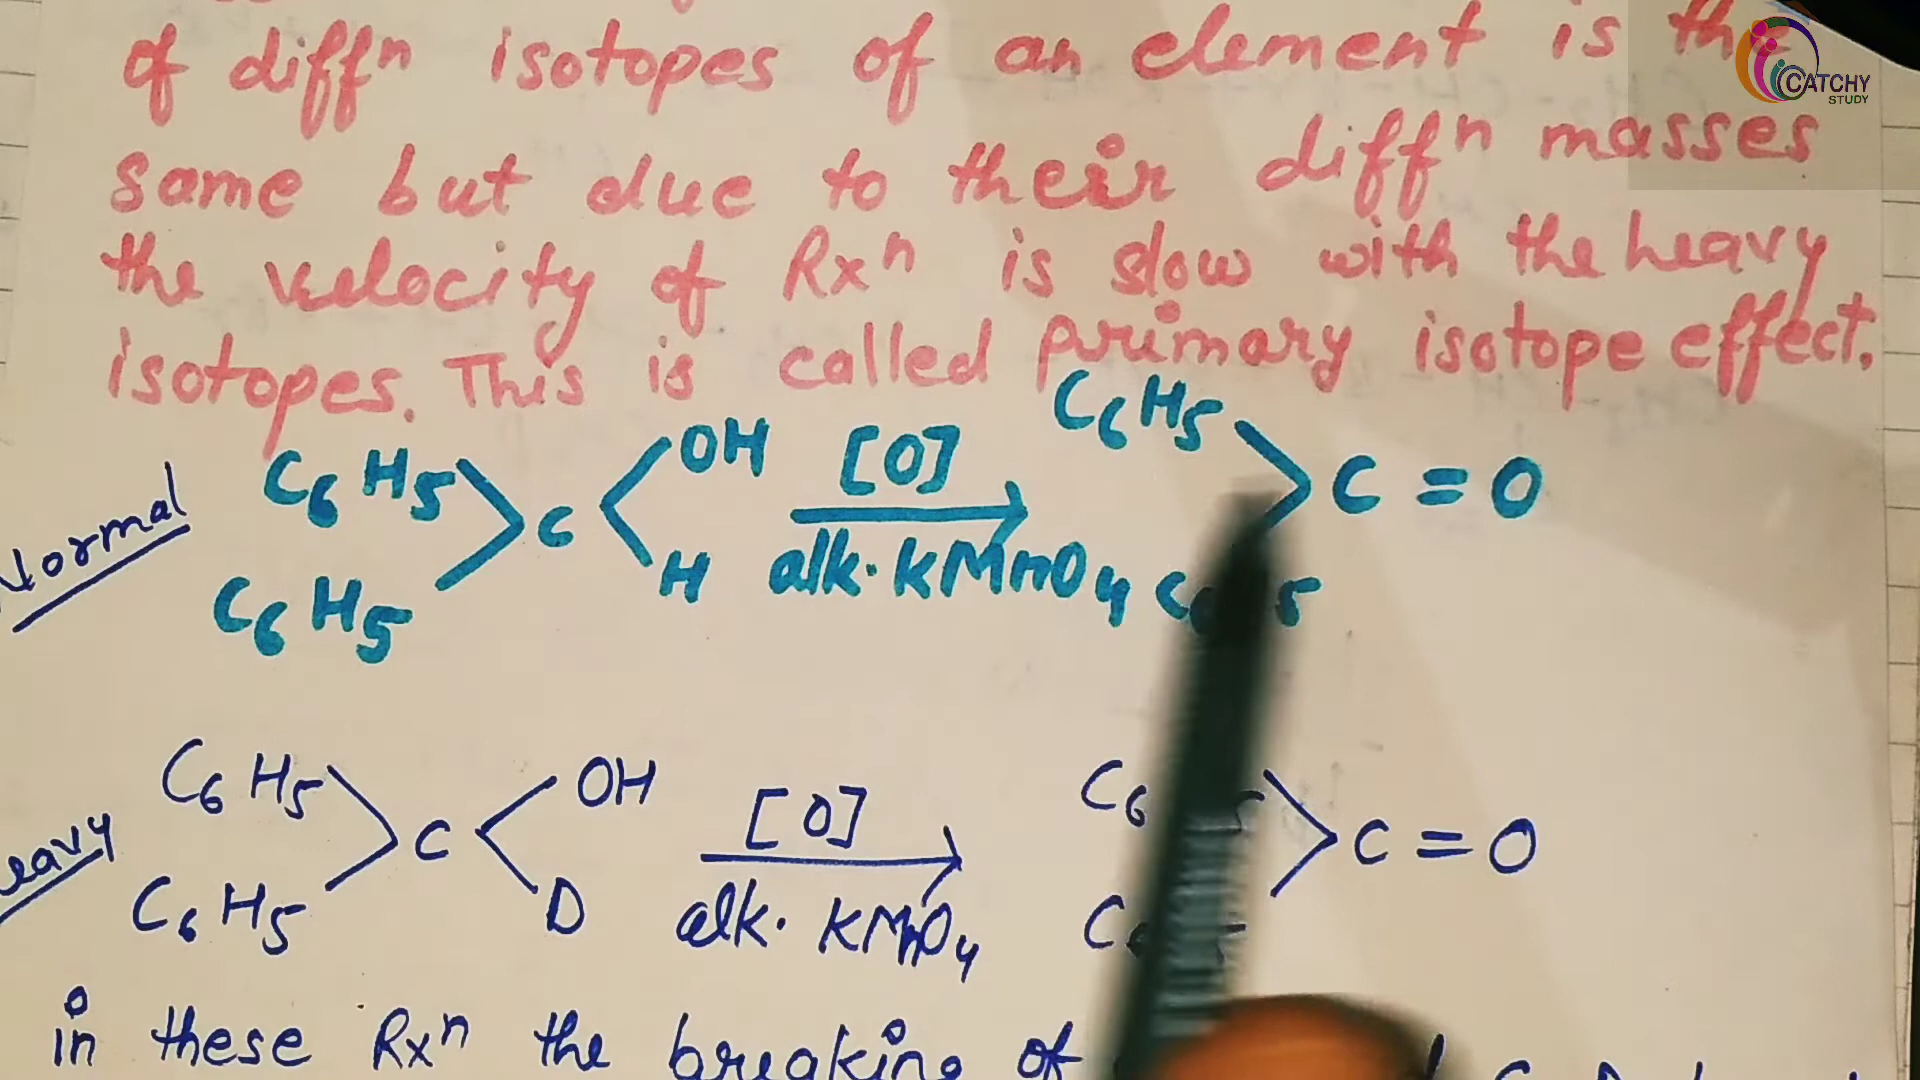 of diffⁿ isotopes of an element is the
CATCHY
STUDY
same but due to their diffⁿ masses
the velocity of Rxⁿ is slow with the heavy
isotopes. This is called primary isotope effect.
Normal
C₆H₅ OH [O] C₆H₅
C C = O
C₆H₅ H alk. KMnO₄
C₆H₅ OH [O]
C C = O
C₆H₅ D alk. KMnO₄
in these Rxⁿ the breaking of